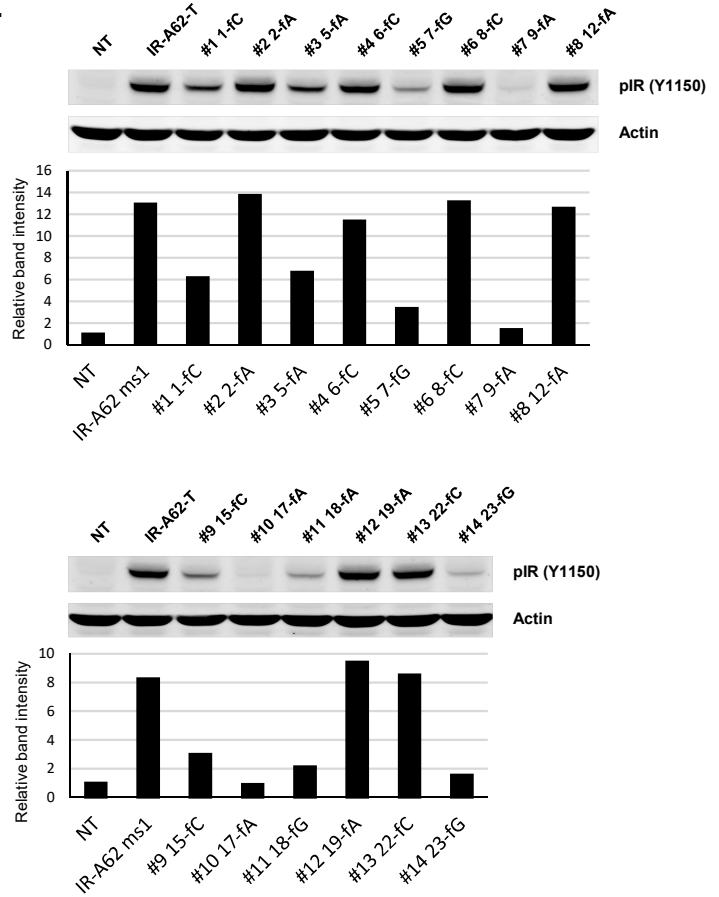 NT IR-A62-T #1 1-fC #2 2-fA #3 5-fA #4 6-fC #5 7-fG #6 8-fC #7 9-fA #8 12-fA
pIR (Y1150)
Actin
Relative band intensity
16
14
12
10
8
6
4
2
0
NT IR-A62 ms1 #1 1-fC #2 2-fA #3 5-fA #4 6-fC #5 7-fG #6 8-fC #7 9-fA #8 12-fA
NT IR-A62-T #9 15-fC #10 17-fA #11 18-fA #12 19-fA #13 22-fC #14 23-fG
pIR (Y1150)
Actin
Relative band intensity
10
8
6
4
2
0
NT IR-A62 ms1 #9 15-fC #10 17-fA #11 18-fG #12 19-fA #13 22-fC #14 23-fG